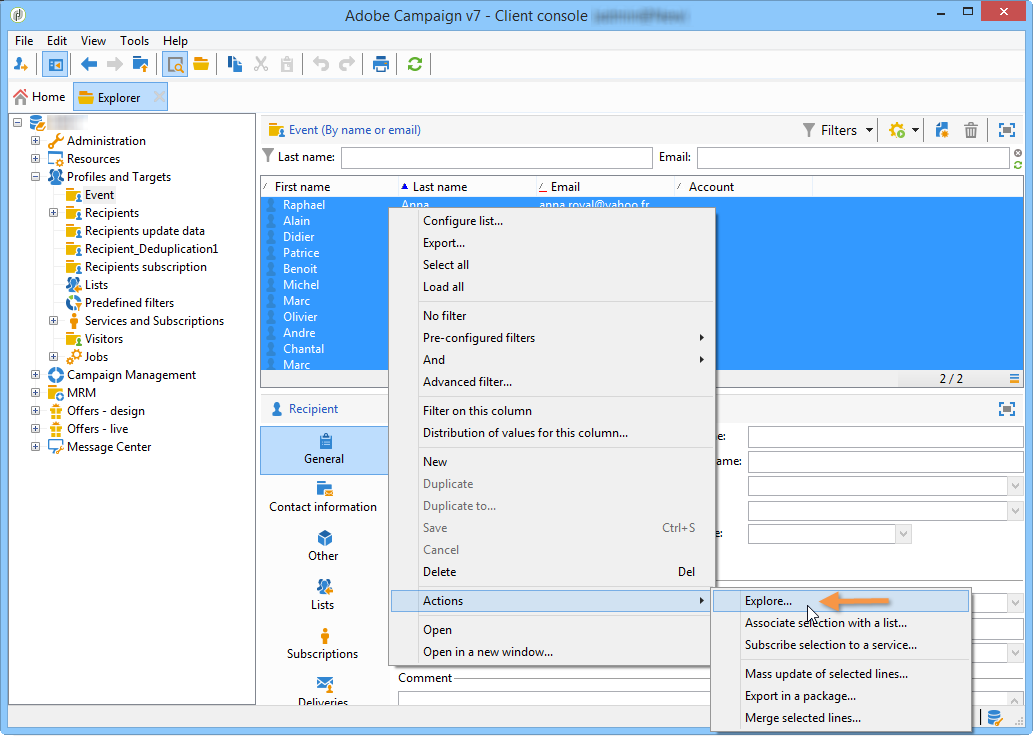 Adobe Campaign v7 - Client console
File Edit View Tools Help
Home Explorer
Administration
Resources
Profiles and Targets
Event
Recipients
Recipients update data
Recipient_Deduplication1
Recipients subscription
Lists
Predefined filters
Services and Subscriptions
Visitors
Jobs
Campaign Management
MRM
Offers - design
Offers - live
Message Center
Event (By name or email)
Filters
Last name: Email:
First name Last name Email Account
Raphael Anna anna.royal@yahoo.fr
Alain
Didier
Patrice
Benoit
Michel
Marc
Olivier
Andre
Chantal
Marc
2 / 2
Recipient
General
Contact information
Other
Lists
Subscriptions
Deliveries
e:
ame:
e:
Comment
Configure list...
Export...
Select all
Load all
No filter
Pre-configured filters
And
Advanced filter...
Filter on this column
Distribution of values for this column...
New
Duplicate
Duplicate to...
Save Ctrl+S
Cancel
Delete Del
Actions
Open
Open in a new window...
Explore...
Associate selection with a list...
Subscribe selection to a service...
Mass update of selected lines...
Export in a package...
Merge selected lines...